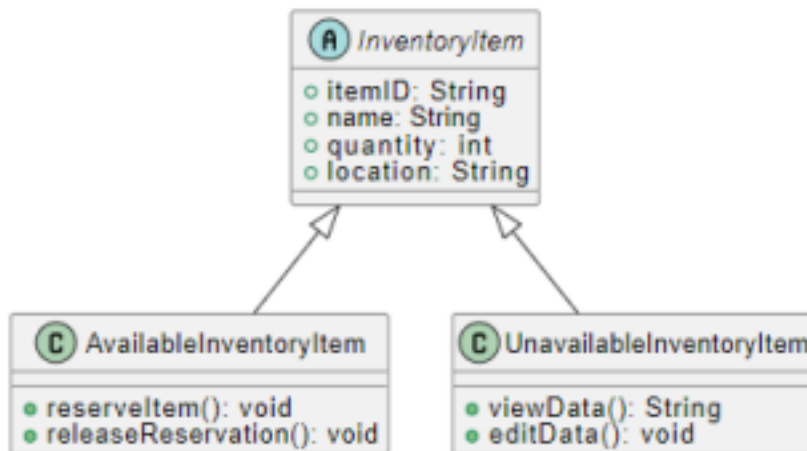 A InventoryItem
itemID: String
name: String
quantity: int
location: String
C AvailableInventoryItem
reserveItem(): void
releaseReservation(): void
C UnavailableInventoryItem
viewData(): String
editData(): void